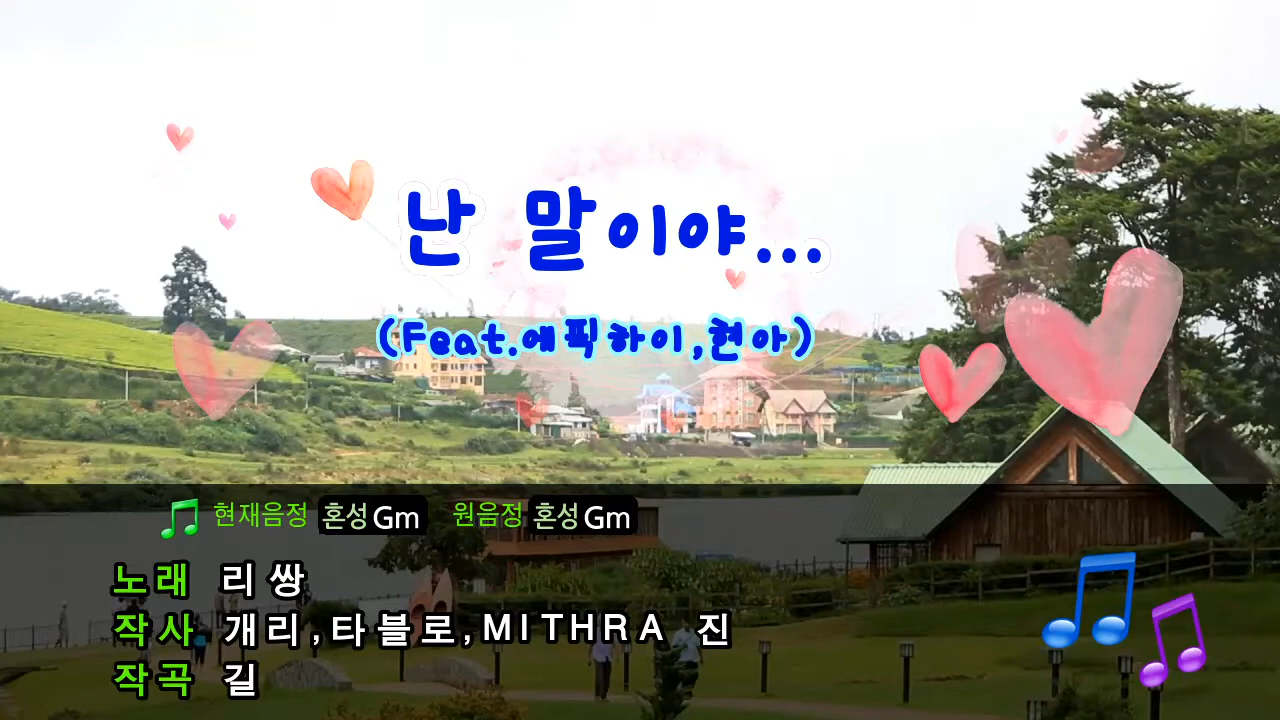 난 말이야...
(Feat.에픽하이,현아)
현재음정 혼성Gm 원음정 혼성Gm
노래 리쌍
작사 개리,타블로,MITHRA 진
작곡 길